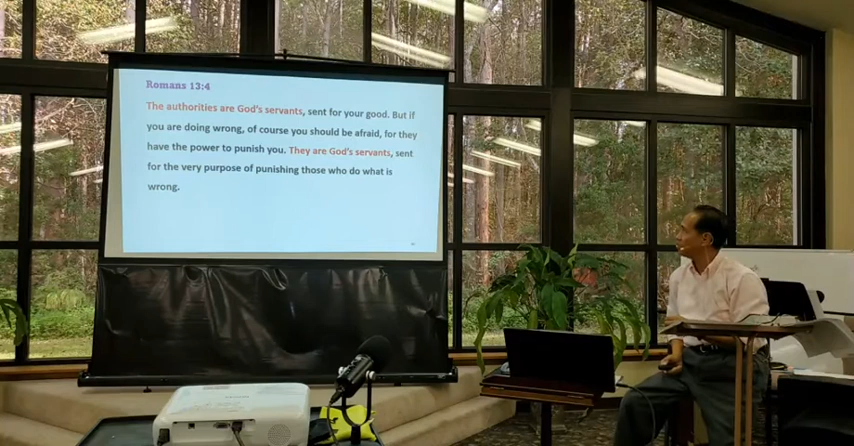 Romans 13:4
The authorities are God's servants, sent for your good. But if
you are doing wrong, of course you should be afraid, for they
have the power to punish you. They are God's servants, sent
for the very purpose of punishing those who do what is
wrong.